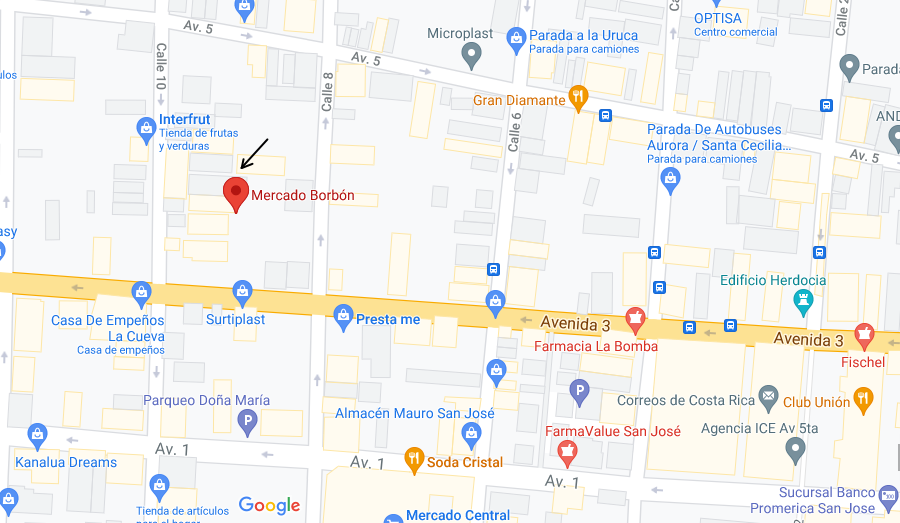 OPTISA
Centro comercial
Calle 2
Av. 5
Microplast
Parada a la Uruca
Parada para camiones
Av. 5
Calle 10
Calle 8
Parada
Gran Diamante
Calle 6
Interfrut
Tienda de frutas
y verduras
Parada De Autobuses
Aurora / Santa Cecilia...
Parada para camiones
AND
Av. 5
Mercado Borbón
asy
Edificio Herdocia
Casa De Empeños
La Cueva
Casa de empeños
Surtiplast
Presta me
Avenida 3
Avenida 3
Farmacia La Bomba
Fischel
Parqueo Doña María
P
Almacén Mauro San José
P
Correos de Costa Rica
Club Unión
FarmaValue San José
Agencia ICE Av 5ta
Av. 1
Kanalua Dreams
Av. 1
Soda Cristal
Av. 1
Tienda de artículos
para el hogar
Google
Mercado Central
Sucursal Banco
Promerica San Jose